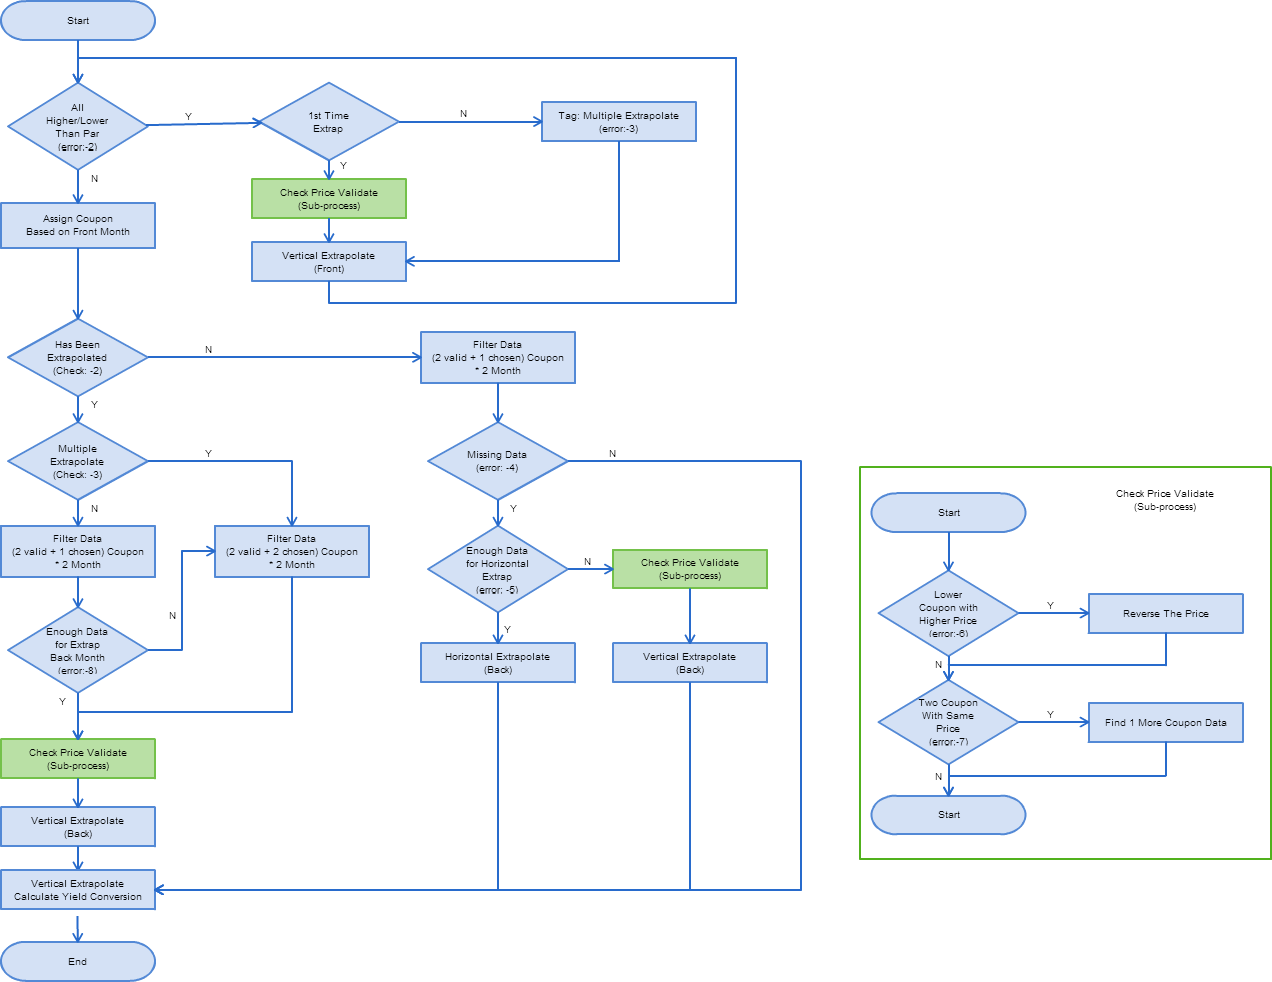 Start
All
Higher/Lower
Than Par
(error:-2)
Y
1st Time
Extrap
N
Tag: Multiple Extrapolate
(error:-3)
Y
N
Check Price Validate
(Sub-process)
Assign Coupon
Based on Front Month
Vertical Extrapolate
(Front)
Has Been
Extrapolated
(Check: -2)
N
Filter Data
(2 valid + 1 chosen) Coupon
* 2 Month
Y
Multiple
Extrapolate
(Check: -3)
Y
Missing Data
(error: -4)
N
N
Y
Filter Data
(2 valid + 1 chosen) Coupon
* 2 Month
Filter Data
(2 valid + 2 chosen) Coupon
* 2 Month
Enough Data
for Horizontal
Extrap
(error: -5)
N
Check Price Validate
(Sub-process)
Enough Data
for Extrap
Back Month
(error:-8)
N
Y
Y
Horizontal Extrapolate
(Back)
Vertical Extrapolate
(Back)
Check Price Validate
(Sub-process)
Vertical Extrapolate
(Back)
Vertical Extrapolate
Calculate Yield Conversion
End
Check Price Validate
(Sub-process)
Start
Lower
Coupon with
Higher Price
(error:-6)
Y
Reverse The Price
N
Two Coupon
With Same
Price
(error:-7)
Y
Find 1 More Coupon Data
N
Start